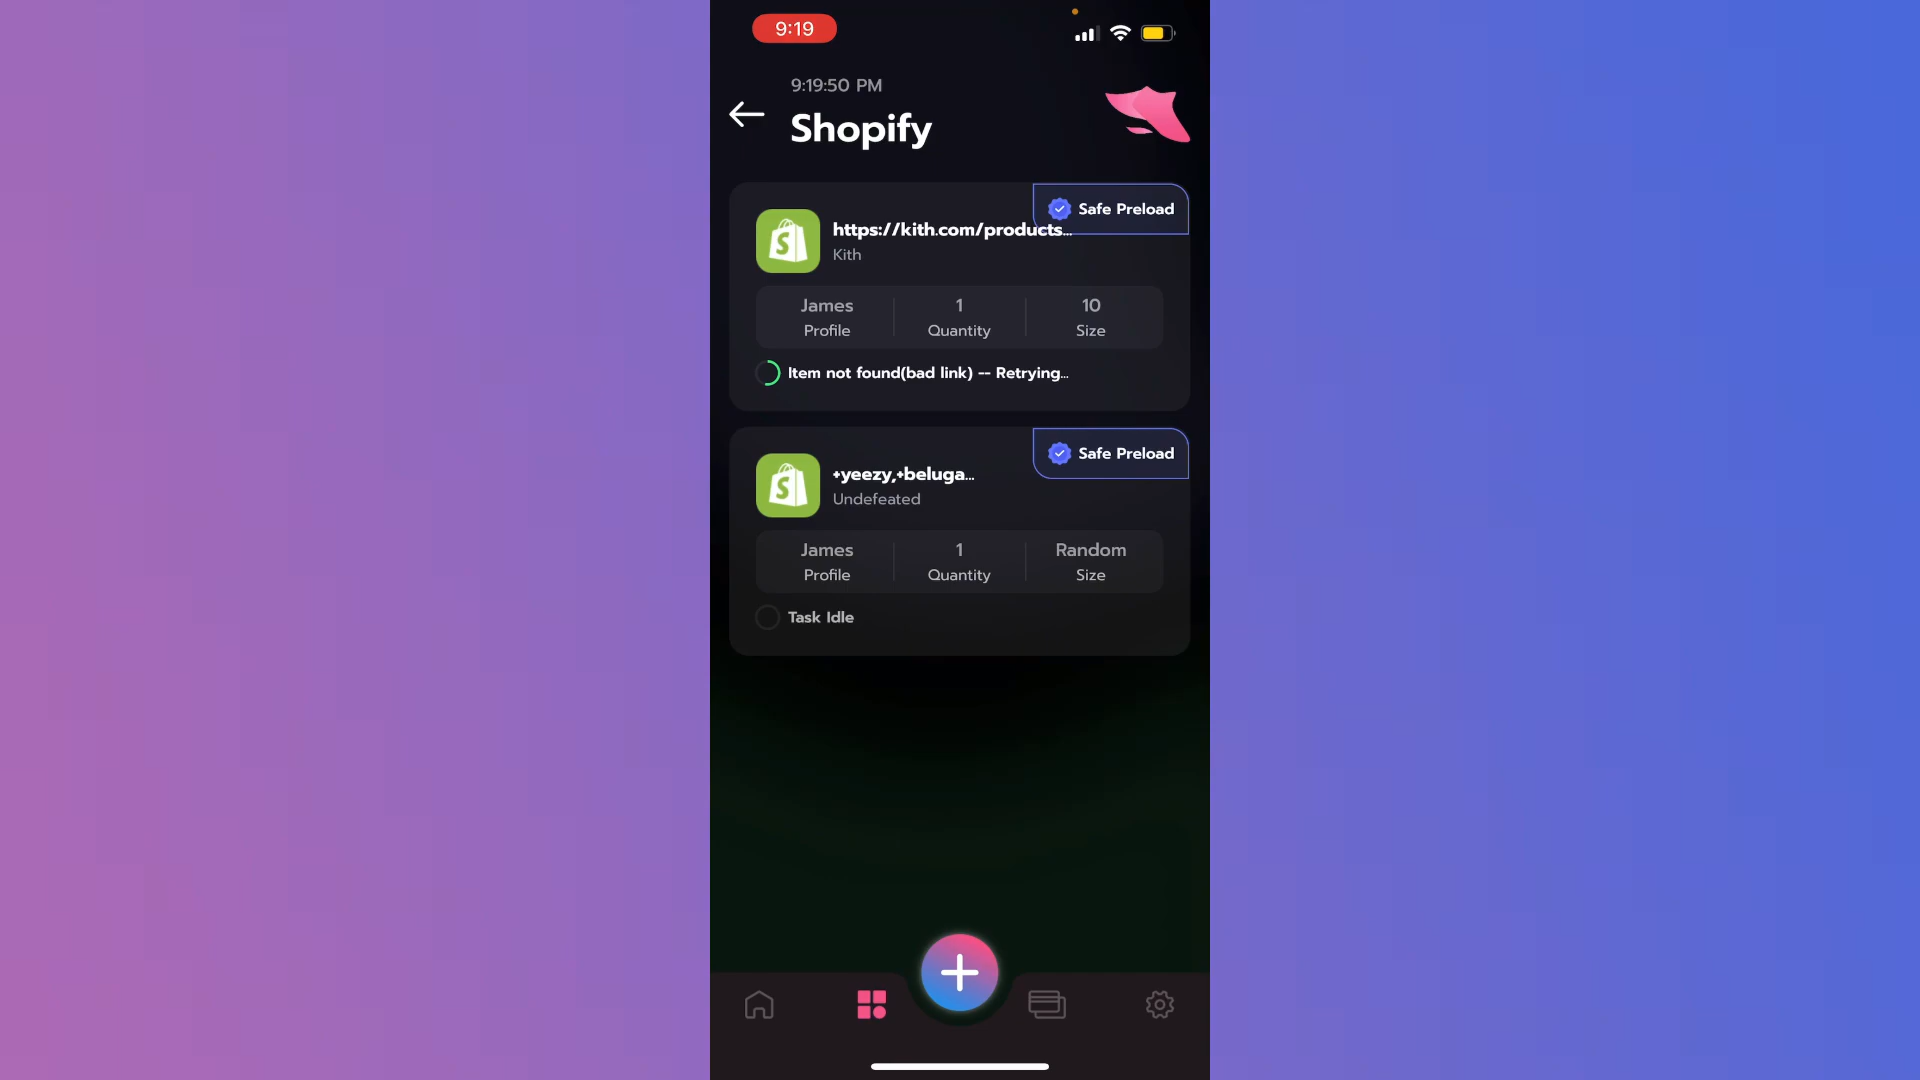 9:19
9:19:50 PM
Shopify
Safe Preload
https://kith.com/products...
Kith
James
1
10
Profile
Quantity
Size
Item not found(bad link) -- Retrying...
Safe Preload
+yeezy,+beluga...
Undefeated
James
1
Random
Profile
Quantity
Size
Task Idle